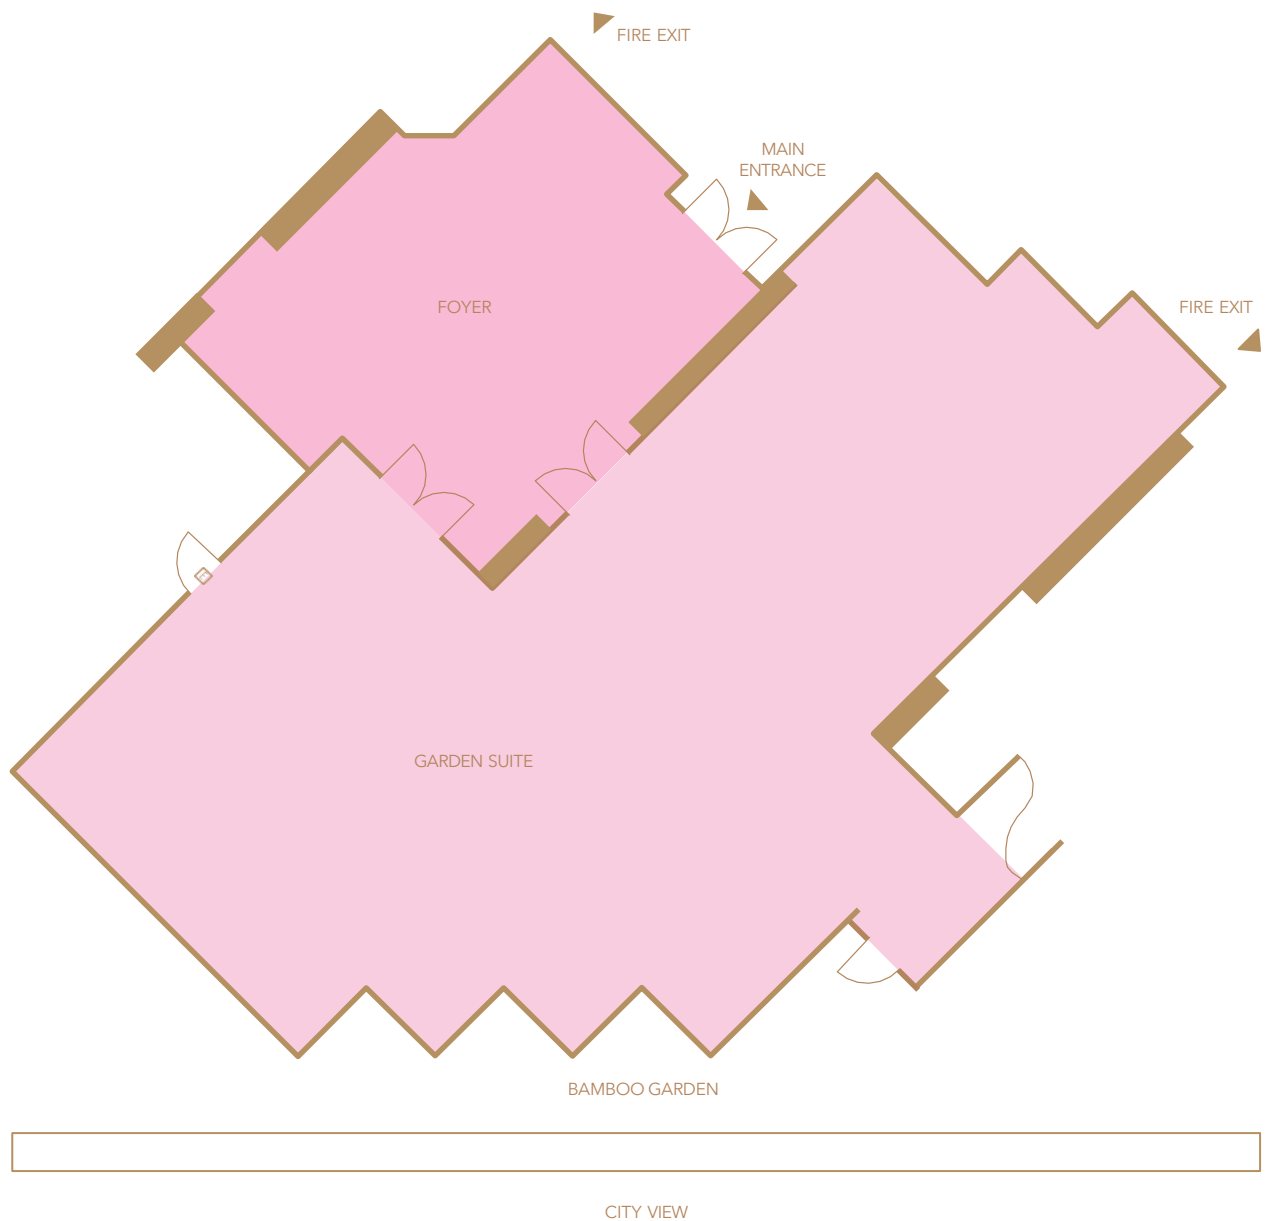 FIRE EXIT
MAIN
ENTRANCE
FOYER
FIRE EXIT
GARDEN SUITE
BAMBOO GARDEN
CITY VIEW